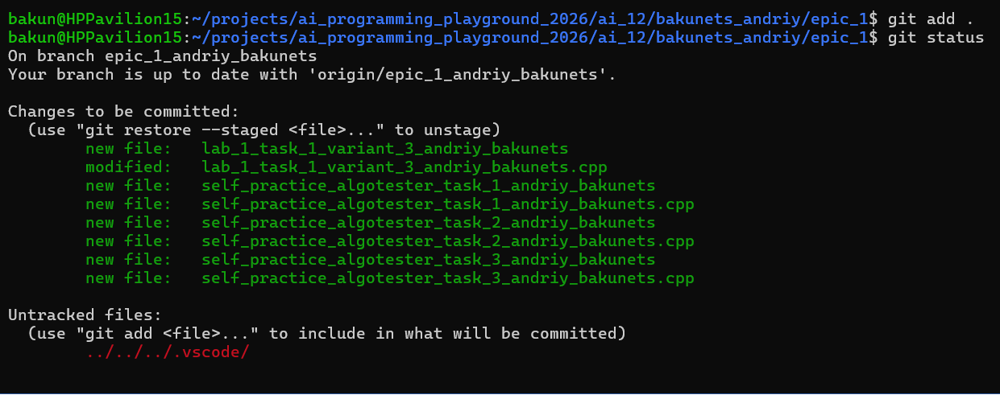 bakun@HPPavilion15:~/projects/ai_programming_playground_2026/ai_12/bakunets_andriy/epic_1$ git add .
bakun@HPPavilion15:~/projects/ai_programming_playground_2026/ai_12/bakunets_andriy/epic_1$ git status
On branch epic_1_andriy_bakunets
Your branch is up to date with 'origin/epic_1_andriy_bakunets'.

Changes to be committed:
  (use "git restore --staged <file>..." to unstage)
        new file:   lab_1_task_1_variant_3_andriy_bakunets
        modified:   lab_1_task_1_variant_3_andriy_bakunets.cpp
        new file:   self_practice_algotester_task_1_andriy_bakunets
        new file:   self_practice_algotester_task_1_andriy_bakunets.cpp
        new file:   self_practice_algotester_task_2_andriy_bakunets
        new file:   self_practice_algotester_task_2_andriy_bakunets.cpp
        new file:   self_practice_algotester_task_3_andriy_bakunets
        new file:   self_practice_algotester_task_3_andriy_bakunets.cpp

Untracked files:
  (use "git add <file>..." to include in what will be committed)
        ../../../.vscode/